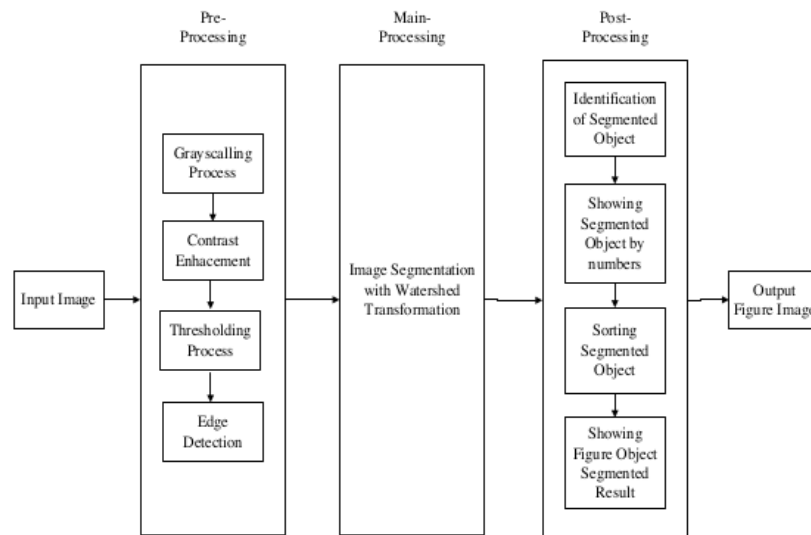 Pre-
Processing
Main-
Processing
Post-
Processing
Input Image
Grayscalling
Process
Contrast
Enhacement
Thresholding
Process
Edge
Detection
Image Segmentation
with Watershed
Transformation
Identification
of Segmented
Object
Showing
Segmented
Object by
numbers
Sorting
Segmented
Object
Showing
Figure Object
Segmented
Result
Output
Figure Image